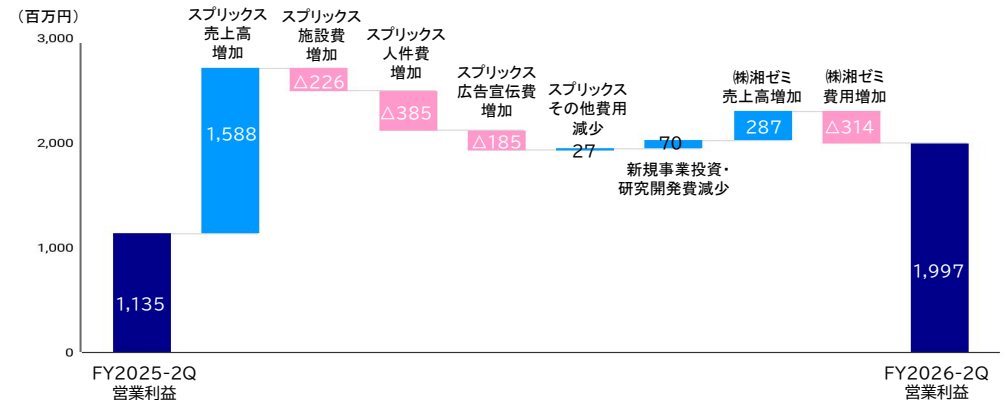 （百万円）
3,000
2,000
1,000
0
スプリックス
売上高
増加
1,588
スプリックス
施設費
増加
△226
スプリックス
人件費
増加
△385
スプリックス
広告宣伝費
増加
△185
スプリックス
その他費用
減少
27
70
新規事業投資・
研究開発費減少
㈱湘ゼミ
売上高増加
287
㈱湘ゼミ
費用増加
△314
1,135
1,997
FY2025-2Q
営業利益
FY2026-2Q
営業利益